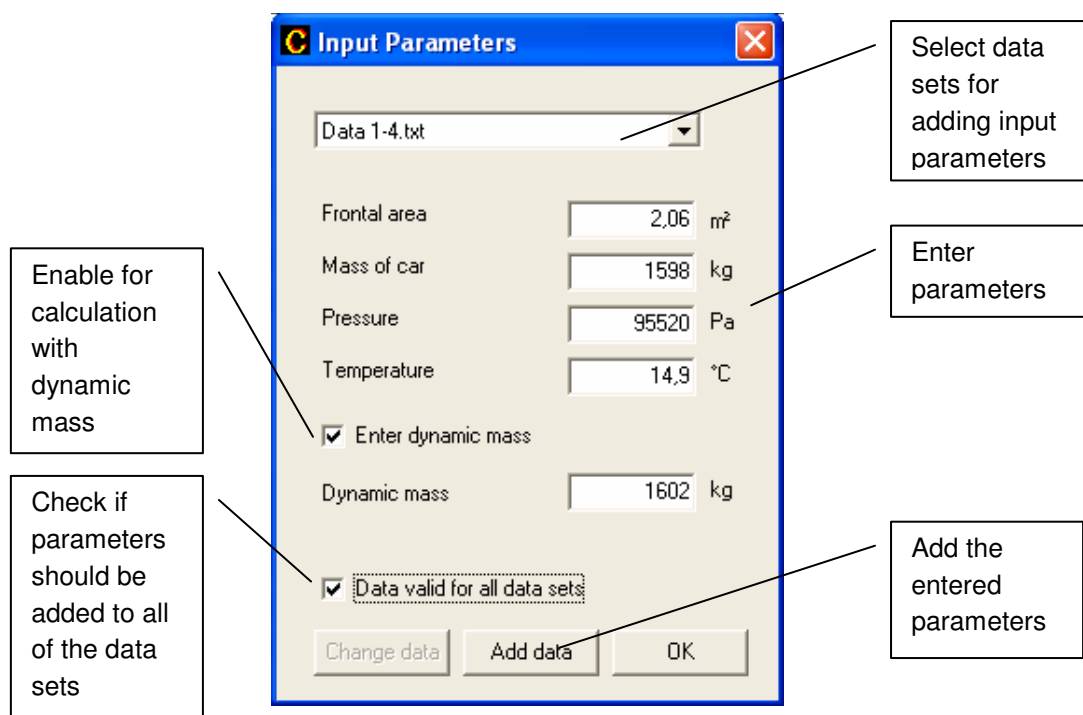 C Input Parameters
Data 1-4.txt
Frontal area 2,06 m²
Mass of car 1598 kg
Pressure 95520 Pa
Temperature 14,9 °C
Enter dynamic mass
Dynamic mass 1602 kg
Data valid for all data sets
Change data Add data OK
Select data
sets for
adding input
parameters
Enter
parameters
Enable for
calculation
with
dynamic
mass
Check if
parameters
should be
added to all
of the data
sets
Add the
entered
parameters